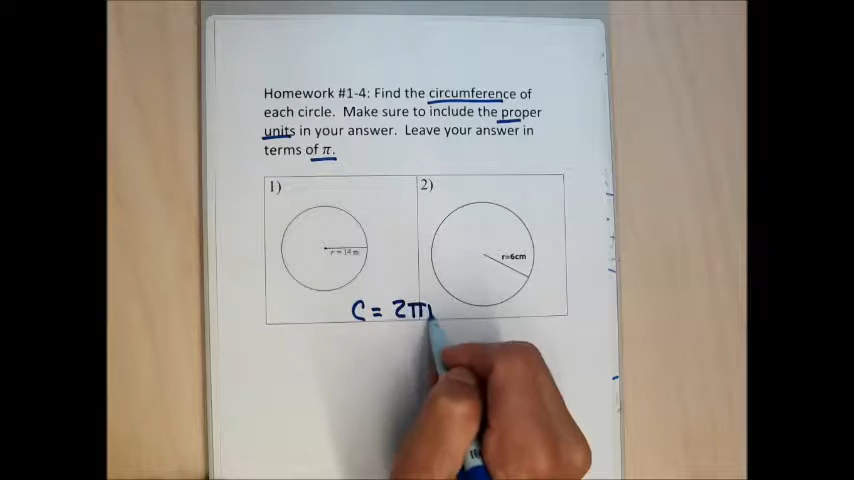 Homework #1-4: Find the circumference of
each circle. Make sure to include the proper
units in your answer. Leave your answer in
terms of π.
1)
2)
r = 14 m
r=6cm
C = 2π